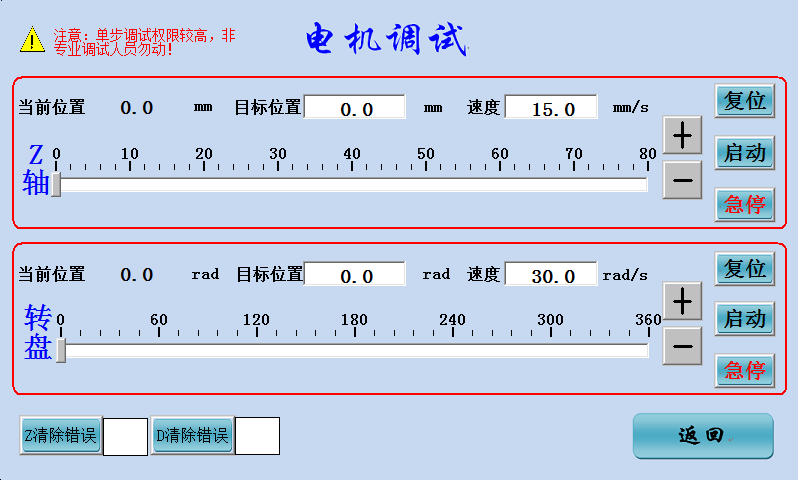 电机调试
注意：单步调试权限较高，非
专业调试人员勿动！
当前位置 0.0 mm 目标位置 0.0 mm 速度 15.0 mm/s
复位
+
启动
Z轴
0 10 20 30 40 50 60 70 80
−
急停
当前位置 0.0 rad 目标位置 0.0 rad 速度 30.0 rad/s
复位
+
启动
转盘
0 60 120 180 240 300 360
−
急停
Z清除错误 D清除错误
返回